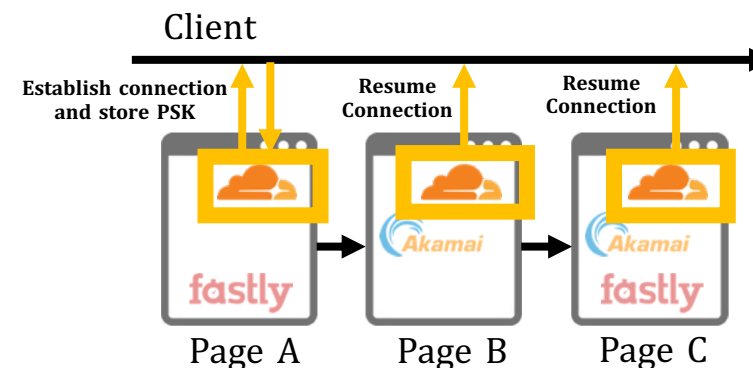 Client
Establish connection
and store PSK
Resume
Connection
Resume
Connection
Akamai
Akamai
fastly
fastly
Page A
Page B
Page C